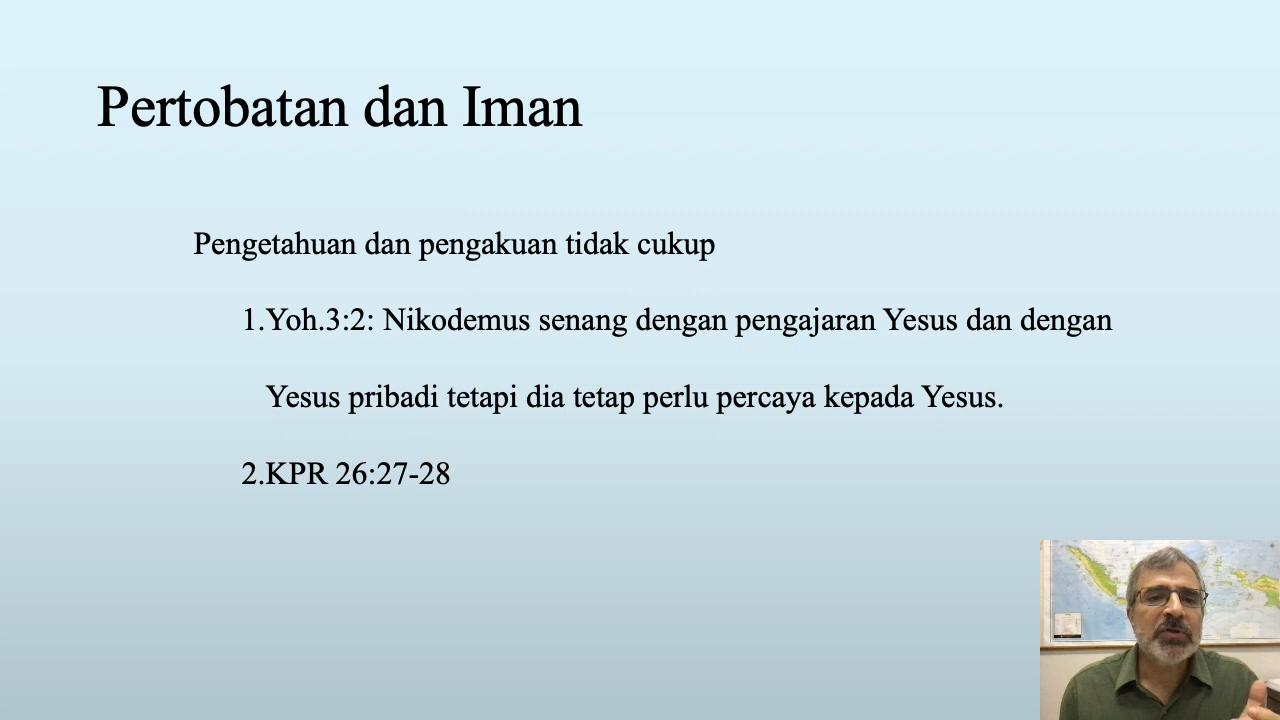 Pertobatan dan Iman
Pengetahuan dan pengakuan tidak cukup
1.Yoh.3:2: Nikodemus senang dengan pengajaran Yesus dan dengan
Yesus pribadi tetapi dia tetap perlu percaya kepada Yesus.
2.KPR 26:27-28